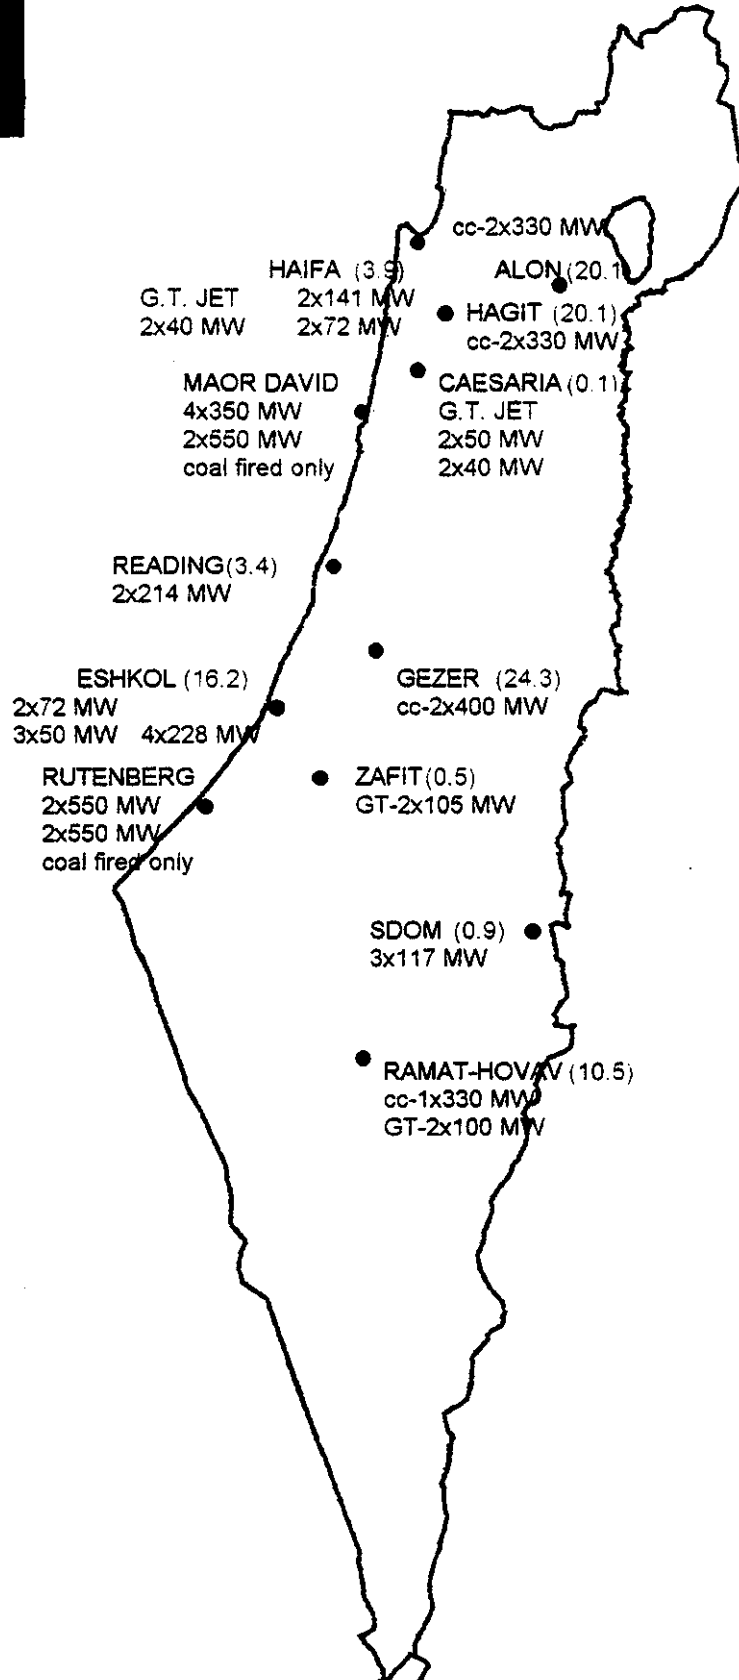 cc-2x330 MW
HAIFA (3.9)
ALON (20.1)
G.T. JET 2x141 MW
HAGIT (20.1)
2x40 MW 2x72 MW
cc-2x330 MW
MAOR DAVID
CAESARIA (0.1)
4x350 MW
G.T. JET
2x550 MW
2x50 MW
coal fired only
2x40 MW
READING (3.4)
2x214 MW
ESHKOL (16.2)
GEZER (24.3)
2x72 MW
cc-2x400 MW
3x50 MW 4x228 MW
RUTENBERG
ZAFIT (0.5)
2x550 MW
GT-2x105 MW
2x550 MW
coal fired only
SDOM (0.9)
3x117 MW
RAMAT-HOVAV (10.5)
cc-1x330 MW
GT-2x100 MW